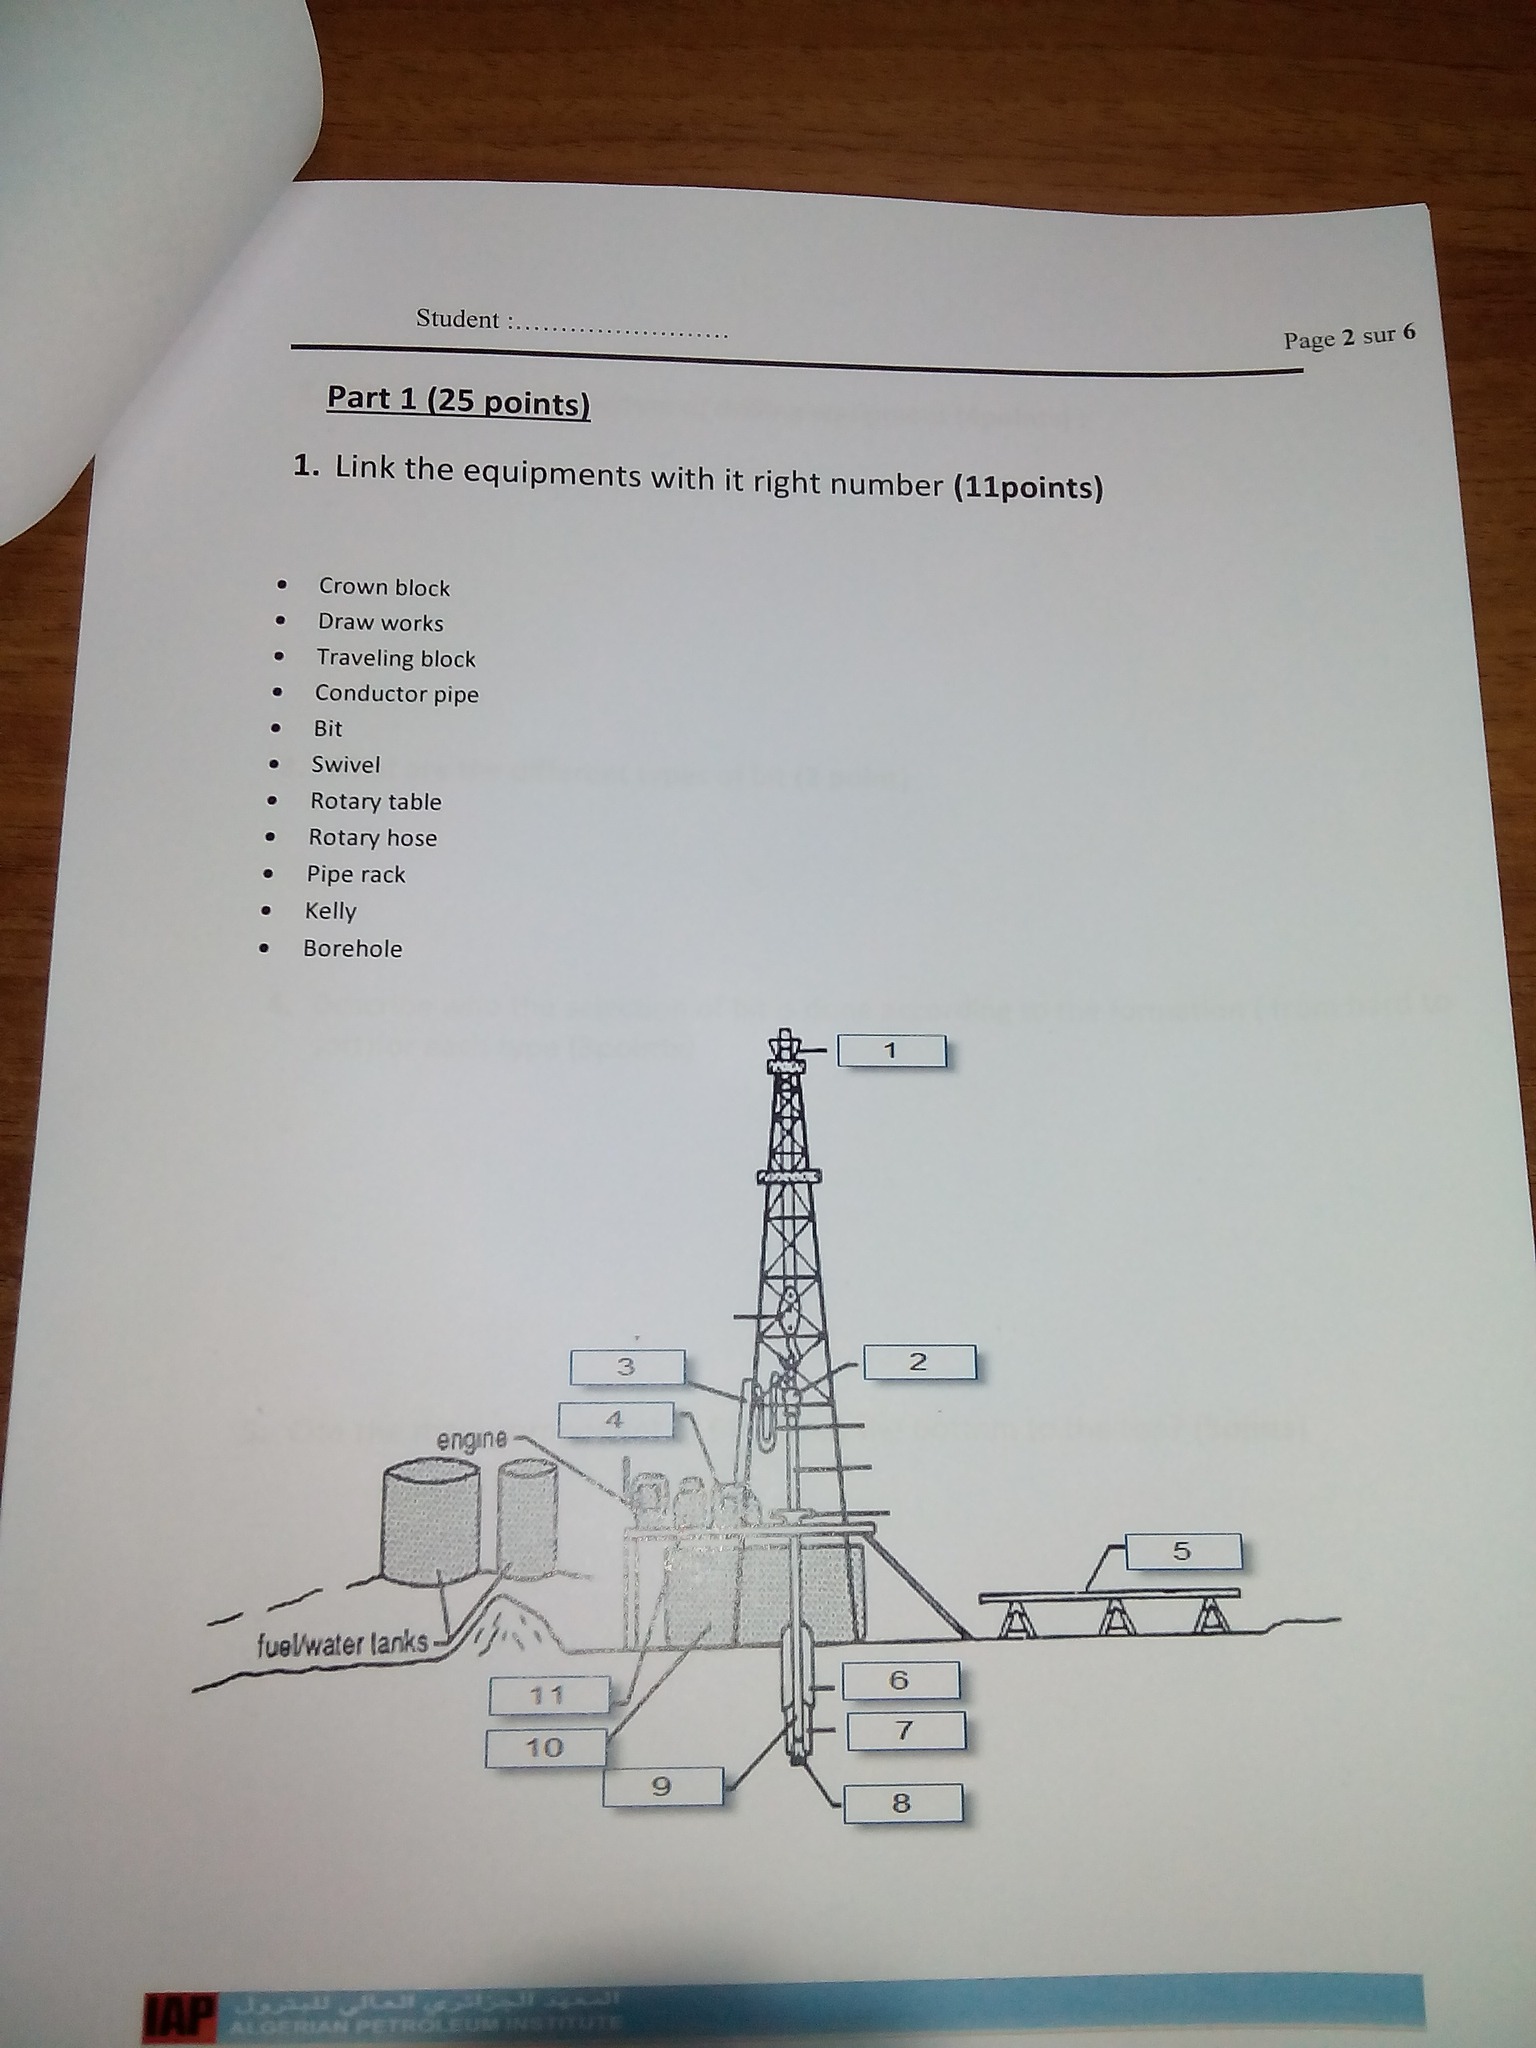 Student :........................
Page 2 sur 6
Part 1 (25 points)
1. Link the equipments with it right number (11points)
• Crown block
• Draw works
• Traveling block
• Conductor pipe
• Bit
• Swivel
• Rotary table
• Rotary hose
• Pipe rack
• Kelly
• Borehole
1
2
3
4
engine
5
fuel/water tanks
6
11
7
10
9
8
IAP
المعهد الجزائري العالي للبترول
ALGERIAN PETROLEUM INSTITUTE